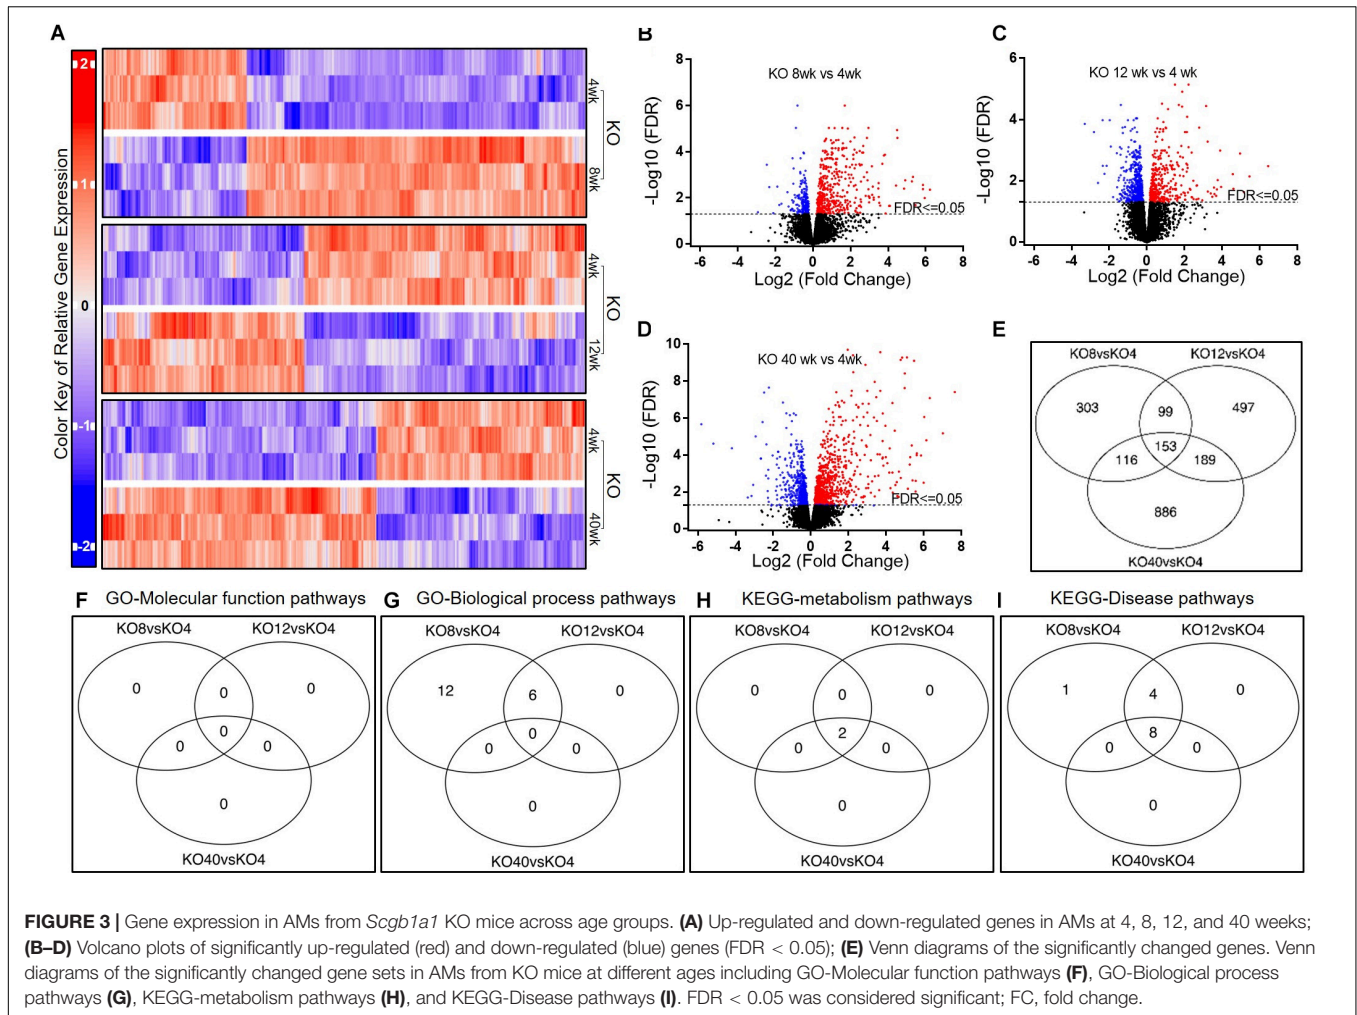 A
Color Key of Relative Gene Expression
2
1
0
-1
-2
4wk
8wk
KO
4wk
12wk
KO
4wk
40wk
KO
B
KO 8wk vs 4wk
-Log10 (FDR)
8
6
4
2
0
FDR<=0.05
-6 -4 -2 0 2 4 6 8
Log2 (Fold Change)
C
KO 12 wk vs 4 wk
-Log10 (FDR)
6
4
2
0
FDR<=0.05
-6 -4 -2 0 2 4 6 8
Log2 (Fold Change)
D
KO 40 wk vs 4wk
-Log10 (FDR)
10
8
6
4
2
0
FDR<=0.05
-6 -4 -2 0 2 4 6 8
Log2 (Fold Change)
E
KO8vsKO4 KO12vsKO4
303 99 497
153
116 189
886
KO40vsKO4
F GO-Molecular function pathways
KO8vsKO4 KO12vsKO4
0 0 0
0
0 0
0
KO40vsKO4
G GO-Biological process pathways
KO8vsKO4 KO12vsKO4
12 6 0
0
0 0
0
KO40vsKO4
H KEGG-metabolism pathways
KO8vsKO4 KO12vsKO4
0 0 0
2
0 0
0
KO40vsKO4
I KEGG-Disease pathways
KO8vsKO4 KO12vsKO4
1 4 0
8
0 0
0
KO40vsKO4
FIGURE 3 | Gene expression in AMs from Scgb1a1 KO mice across age groups. (A) Up-regulated and down-regulated genes in AMs at 4, 8, 12, and 40 weeks;
(B–D) Volcano plots of significantly up-regulated (red) and down-regulated (blue) genes (FDR < 0.05); (E) Venn diagrams of the significantly changed genes. Venn
diagrams of the significantly changed gene sets in AMs from KO mice at different ages including GO-Molecular function pathways (F), GO-Biological process
pathways (G), KEGG-metabolism pathways (H), and KEGG-Disease pathways (I). FDR < 0.05 was considered significant; FC, fold change.